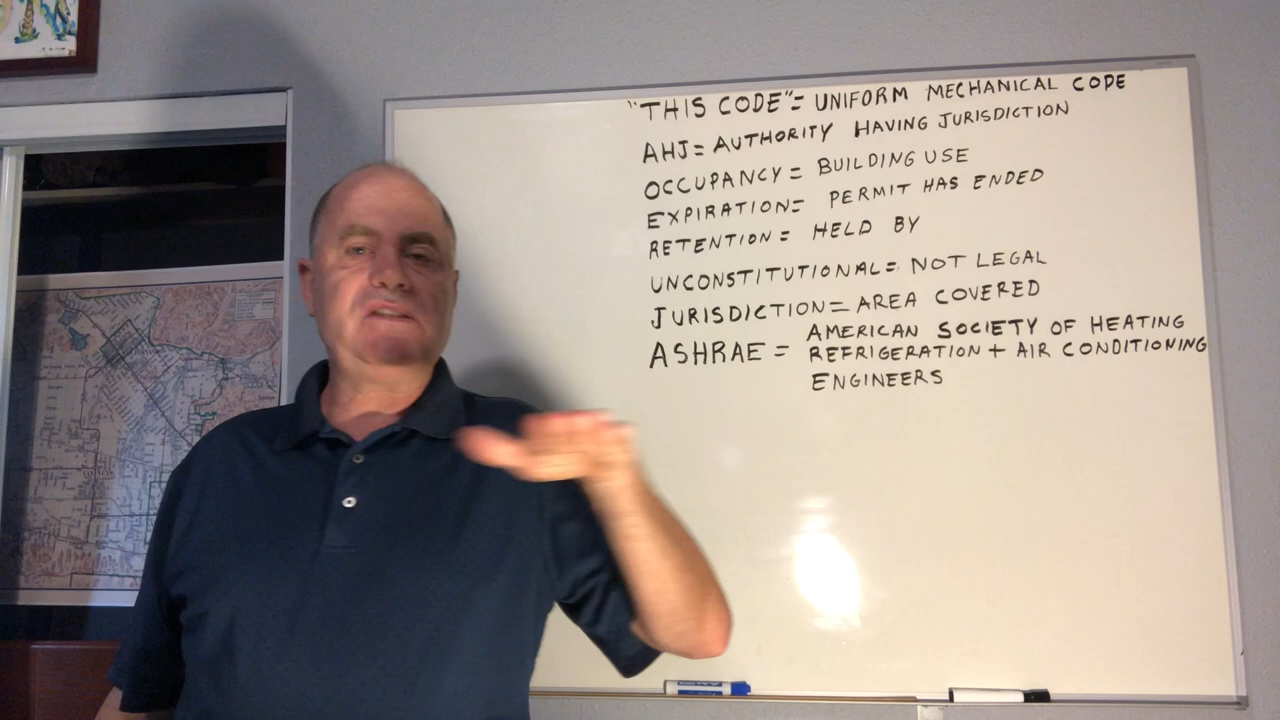 "THIS CODE" = UNIFORM MECHANICAL CODE
AHJ = AUTHORITY HAVING JURISDICTION
OCCUPANCY = BUILDING USE
EXPIRATION = PERMIT HAS ENDED
RETENTION = HELD BY
UNCONSTITUTIONAL = NOT LEGAL
JURISDICTION = AREA COVERED
ASHRAE = AMERICAN SOCIETY OF HEATING
REFRIGERATION + AIR CONDITIONING
ENGINEERS